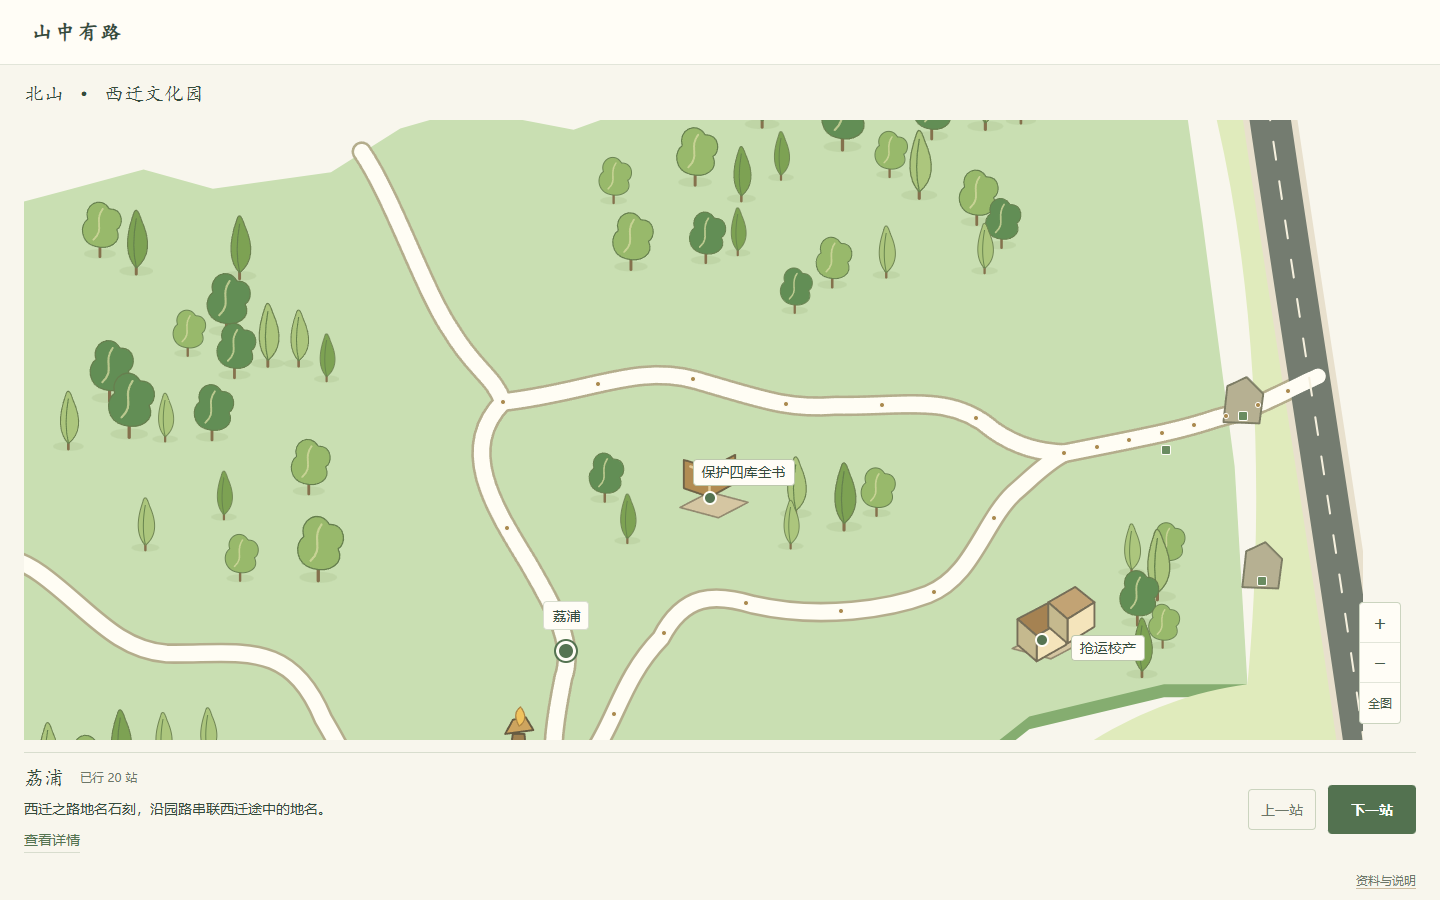 山中有路
北山 • 西迁文化园
保护四库全书
荔浦
抢运校产
+
−
全图
荔浦 已行 20 站
西迁之路地名石刻，沿园路串联西迁途中的地名。
查看详情
上一站
下一站
资料与说明